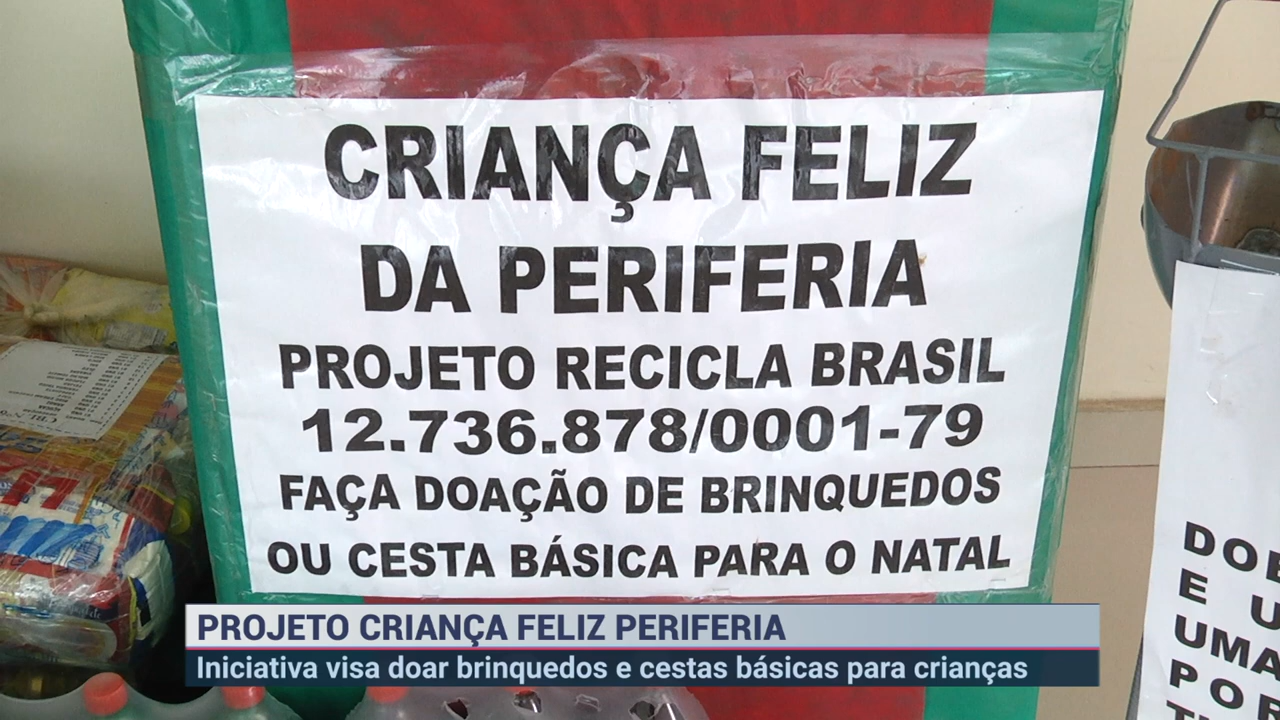 CRIANÇA FELIZ
DA PERIFERIA
PROJETO RECICLA BRASIL
12.736.878/0001-79
FAÇA DOAÇÃO DE BRINQUEDOS
OU CESTA BÁSICA PARA O NATAL
E U
UMA
PROJETO CRIANÇA FELIZ PERIFERIA
Iniciativa visa doar brinquedos e cestas básicas para crianças